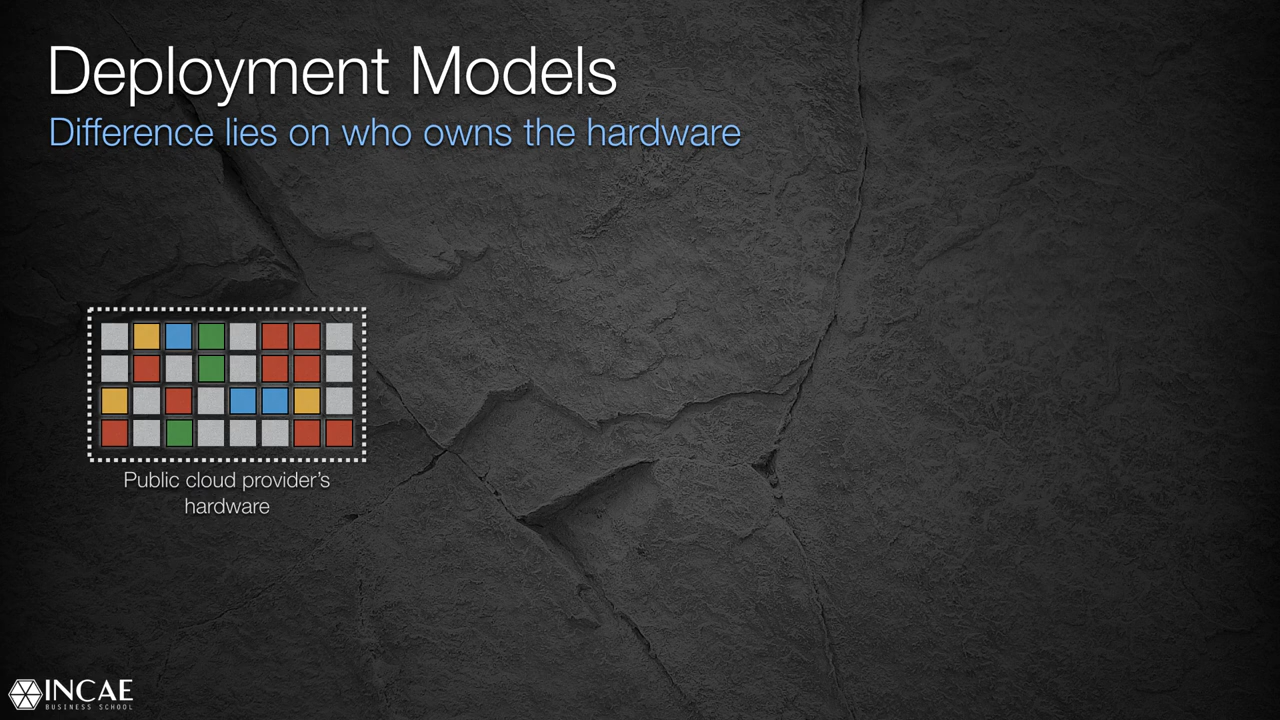 Deployment Models
Difference lies on who owns the hardware
Public cloud provider's
hardware
INCAE
BUSINESS SCHOOL